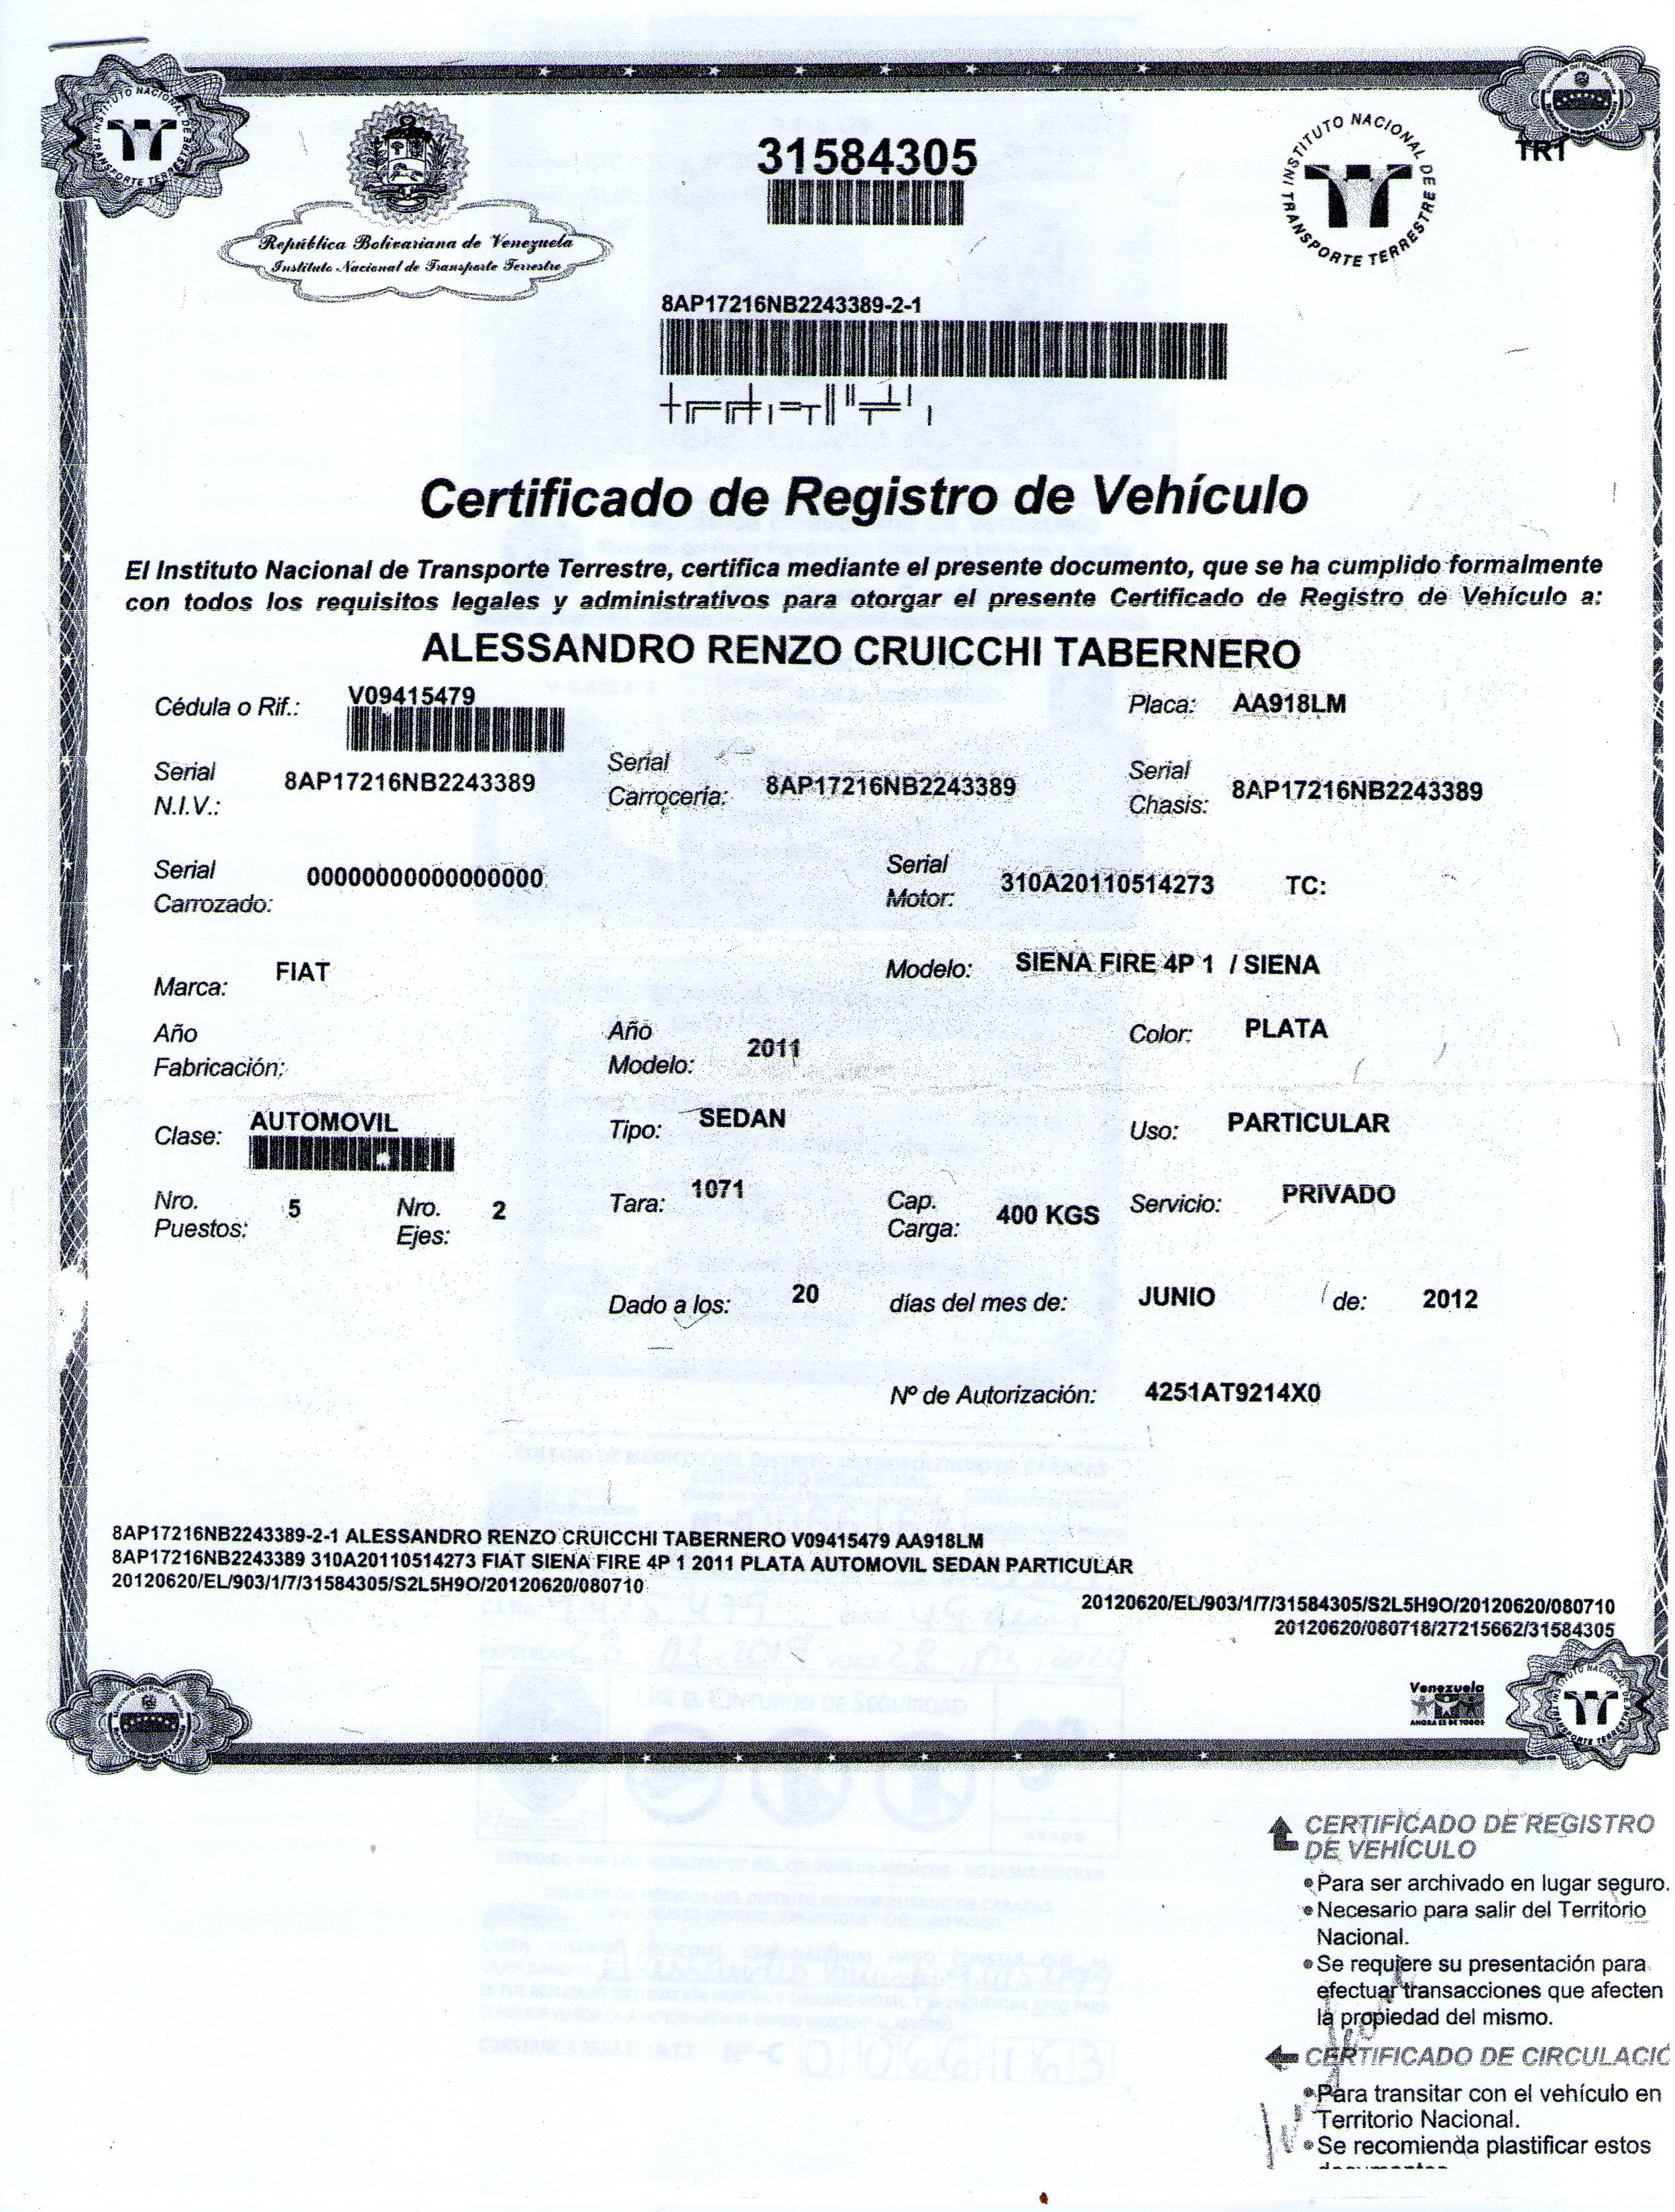 INSTITUTO NACIONAL DE TRANSPORTE TERRESTRE
31584305
INSTITUTO NACIONAL DE TRANSPORTE TERRESTRE
TR1
República Bolivariana de Venezuela
Instituto Nacional de Transporte Terrestre
8AP17216NB2243389-2-1
Certificado de Registro de Vehículo
El Instituto Nacional de Transporte Terrestre, certifica mediante el presente documento, que se ha cumplido formalmente
con todos los requisitos legales y administrativos para otorgar el presente Certificado de Registro de Vehículo a:
ALESSANDRO RENZO CRUICCHI TABERNERO
Cédula o Rif.: V09415479 Placa: AA918LM
Serial N.I.V.: 8AP17216NB2243389 Serial Carrocería: 8AP17216NB2243389 Serial Chasis: 8AP17216NB2243389
Serial Carrozado: 00000000000000000 Serial Motor: 310A20110514273 TC:
Marca: FIAT Modelo: SIENA FIRE 4P 1 / SIENA
Año Fabricación: Año Modelo: 2011 Color: PLATA
Clase: AUTOMOVIL Tipo: SEDAN Uso: PARTICULAR
Nro. Puestos: 5 Nro. Ejes: 2 Tara: 1071 Cap. Carga: 400 KGS Servicio: PRIVADO
Dado a los: 20 días del mes de: JUNIO de: 2012
Nº de Autorización: 4251AT9214X0
8AP17216NB2243389-2-1 ALESSANDRO RENZO CRUICCHI TABERNERO V09415479 AA918LM
8AP17216NB2243389 310A20110514273 FIAT SIENA FIRE 4P 1 2011 PLATA AUTOMOVIL SEDAN PARTICULAR
20120620/EL/903/1/7/31584305/S2L5H9O/20120620/080710
20120620/EL/903/1/7/31584305/S2L5H9O/20120620/080710
20120620/080718/27215662/31584305
Venezuela
AHORA ES DE TODOS
CERTIFICADO DE REGISTRO
DE VEHÍCULO
Para ser archivado en lugar seguro.
Necesario para salir del Territorio
Nacional.
Se requiere su presentación para
efectuar transacciones que afecten
la propiedad del mismo.
CERTIFICADO DE CIRCULACIÓ
Para transitar con el vehículo en
Territorio Nacional.
Se recomienda plastificar estos